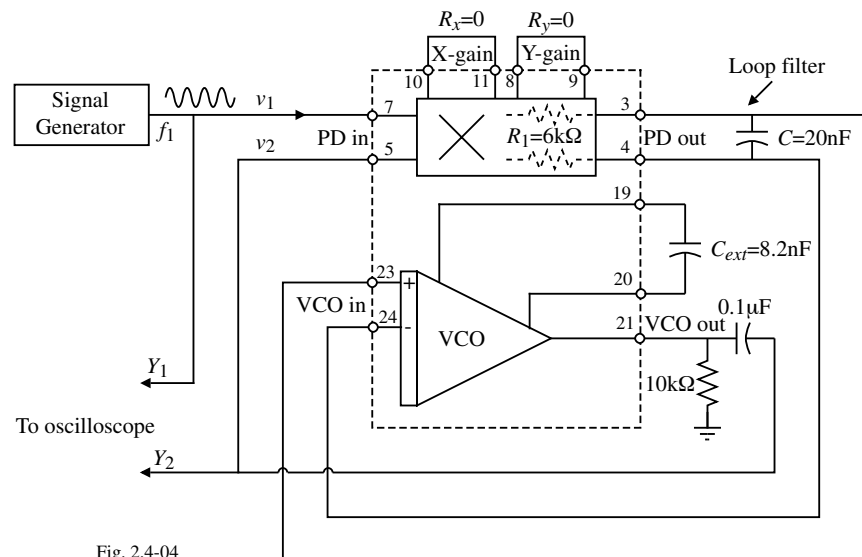 Rx=0
Ry=0
X-gain
Y-gain
10
11
8
9
Loop filter
Signal
Generator
f1
v1
7
3
PD in
R1=6kΩ
PD out
C=20nF
v2
5
4
19
Cext=8.2nF
23
+
VCO in
20
0.1μF
24
-
VCO
21
VCO out
Y1
10kΩ
To oscilloscope
Y2
Fig. 2.4-04